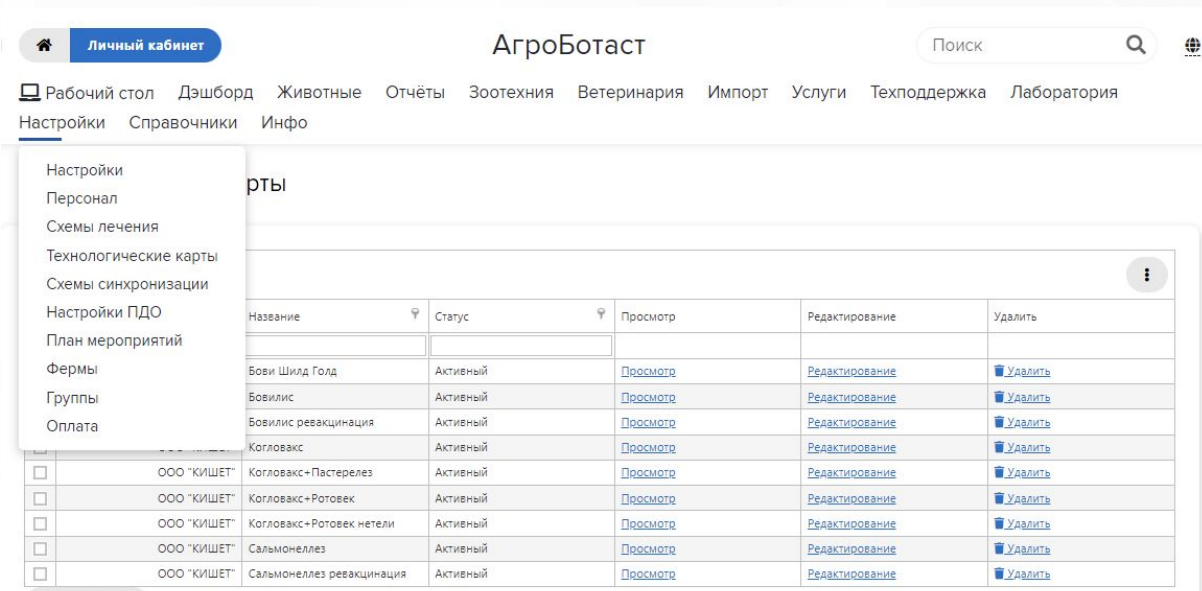 Личный кабинет
АгроБотаст
Поиск
Рабочий стол Дэшборд Животные Отчёты Зоотехния Ветеринария Импорт Услуги Техподдержка Лаборатория
Настройки Справочники Инфо
Настройки
Персонал
Схемы лечения
Технологические карты
Схемы синхронизации
Настройки ПДО
План мероприятий
Фермы
Группы
Оплата
рты
Название Статус Просмотр Редактирование Удалить
Бови Шилд Голд Активный Просмотр Редактирование Удалить
Бовилис Активный Просмотр Редактирование Удалить
Бовилис ревакцинация Активный Просмотр Редактирование Удалить
Когловакс Активный Просмотр Редактирование Удалить
ООО "КИШЕТ" Когловакс+Пастерелез Активный Просмотр Редактирование Удалить
ООО "КИШЕТ" Когловакс+Ротовек Активный Просмотр Редактирование Удалить
ООО "КИШЕТ" Когловакс+Ротовек нетели Активный Просмотр Редактирование Удалить
ООО "КИШЕТ" Сальмонеллез Активный Просмотр Редактирование Удалить
ООО "КИШЕТ" Сальмонеллез ревакцинация Активный Просмотр Редактирование Удалить